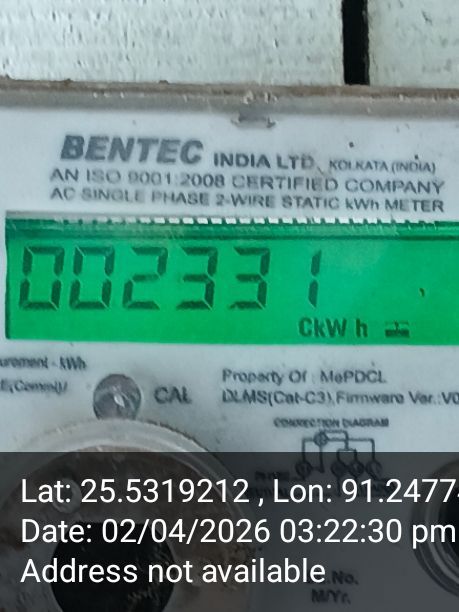 BENTEC INDIA LTD. KOLKATA (INDIA)
AN ISO 9001:2008 CERTIFIED COMPANY
AC SINGLE PHASE 2-WIRE STATIC kWh METER
002331
CkW h
urement - kWh
CAL
Property Of : MePDCL
DLMS(Cat-C3),Firmware Ver.:V0
CONNECTION DIAGRAM
Lat: 25.5319212 , Lon: 91.2477
Date: 02/04/2026 03:22:30 pm
Address not available
No.
M/Yr.